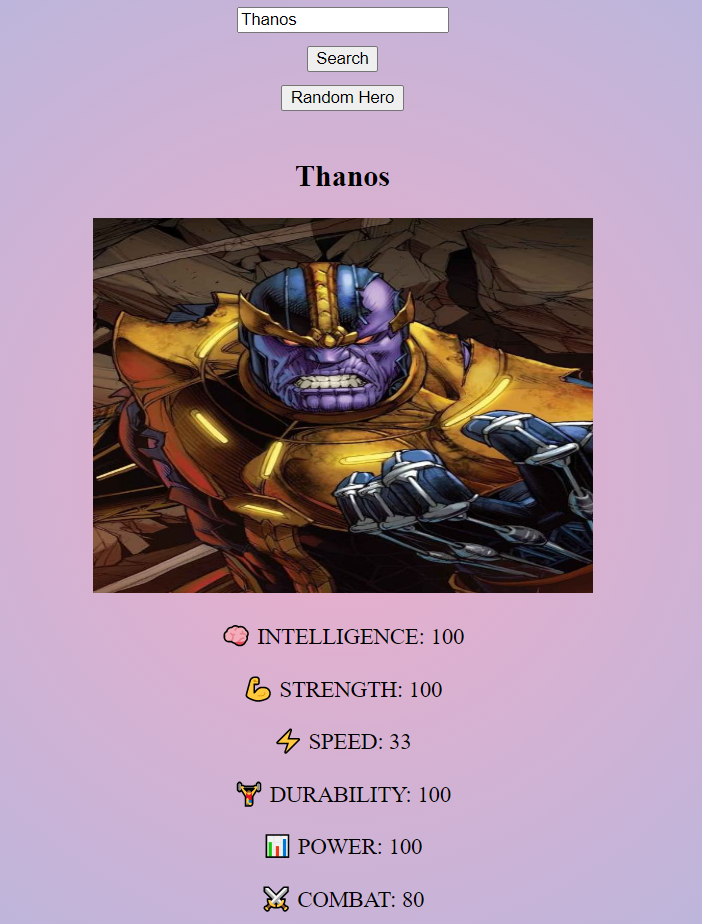 Thanos
Search
Random Hero
Thanos
🧠 INTELLIGENCE: 100
💪 STRENGTH: 100
⚡ SPEED: 33
🏋️ DURABILITY: 100
📊 POWER: 100
⚔️ COMBAT: 80